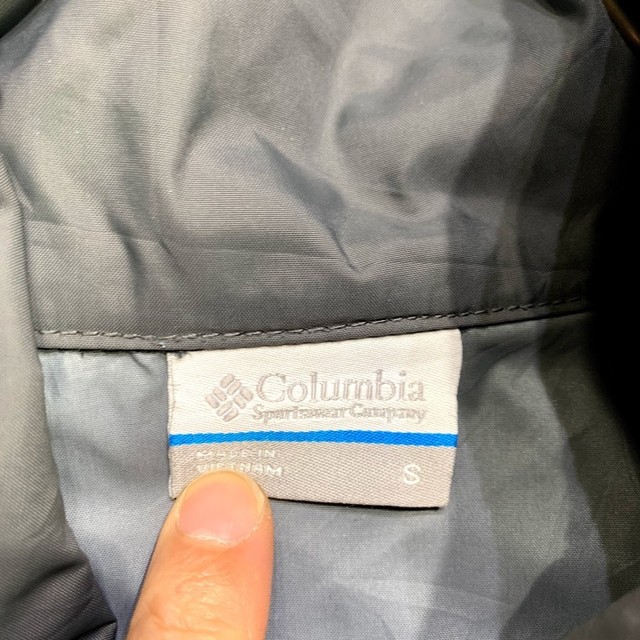 Columbia
Sportswear Company
MADE IN
VIETNAM
S